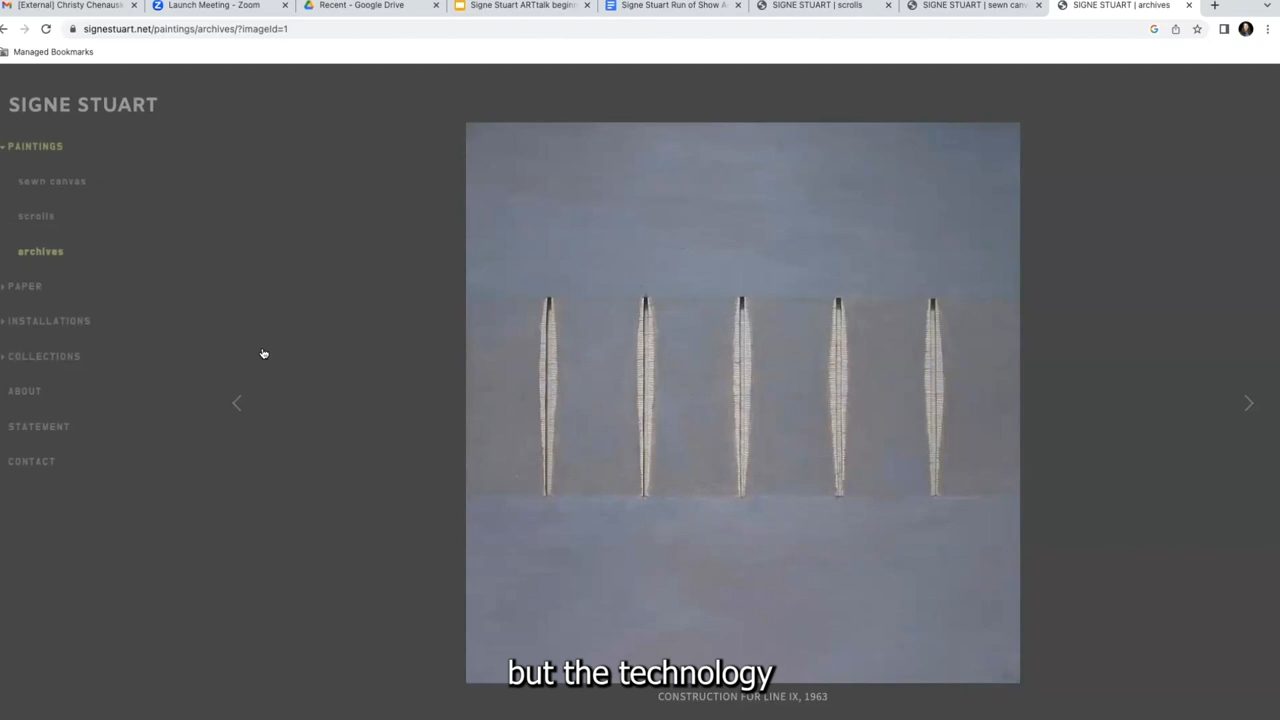 [External] Christy Chenausk
Launch Meeting - Zoom
Recent - Google Drive
Signe Stuart ARTalk beginn
Signe Stuart Run of Show A
SIGNE STUART | scrolls
SIGNE STUART | sewn canv
SIGNE STUART | archives
signestuart.net/paintings/archives/?imageId=1
Managed Bookmarks
SIGNE STUART
PAINTINGS
sewn canvas
scrolls
archives
PAPER
INSTALLATIONS
COLLECTIONS
ABOUT
STATEMENT
CONTACT
but the technology
CONSTRUCTION FOR LINE IX, 1963